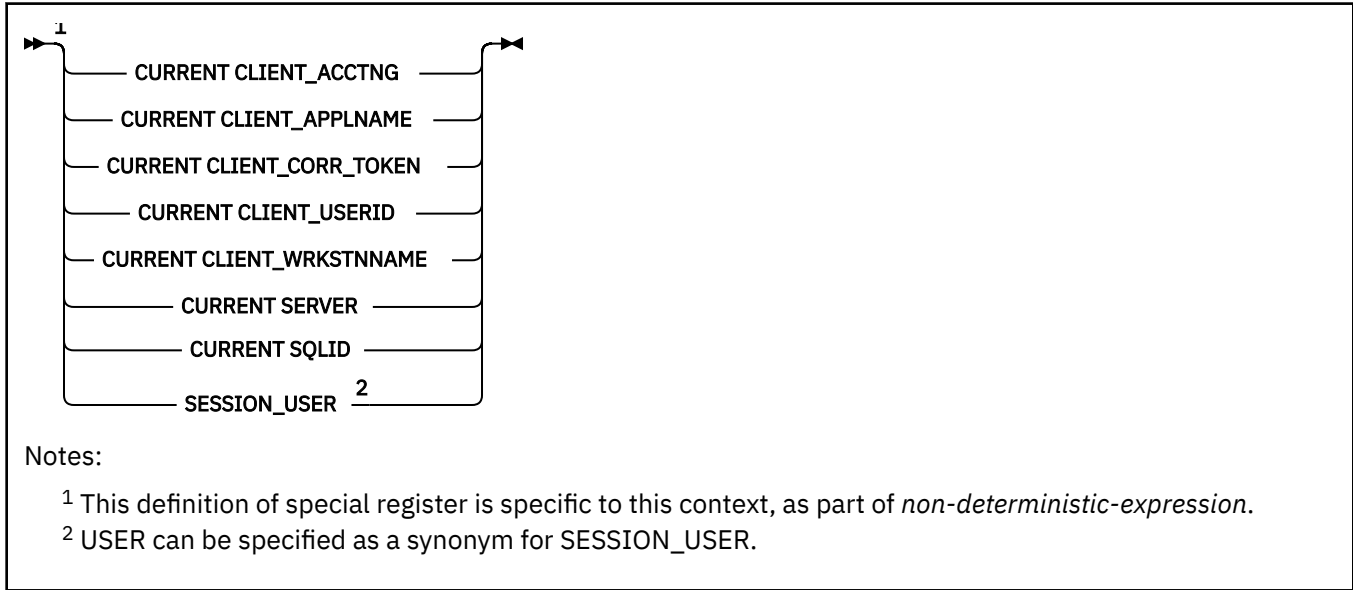 1
CURRENT CLIENT_ACCTNG
CURRENT CLIENT_APPLNAME
CURRENT CLIENT_CORR_TOKEN
CURRENT CLIENT_USERID
CURRENT CLIENT_WRKSTNNAME
CURRENT SERVER
CURRENT SQLID
SESSION_USER 2
Notes:
1 This definition of special register is specific to this context, as part of non-deterministic-expression.
2 USER can be specified as a synonym for SESSION_USER.